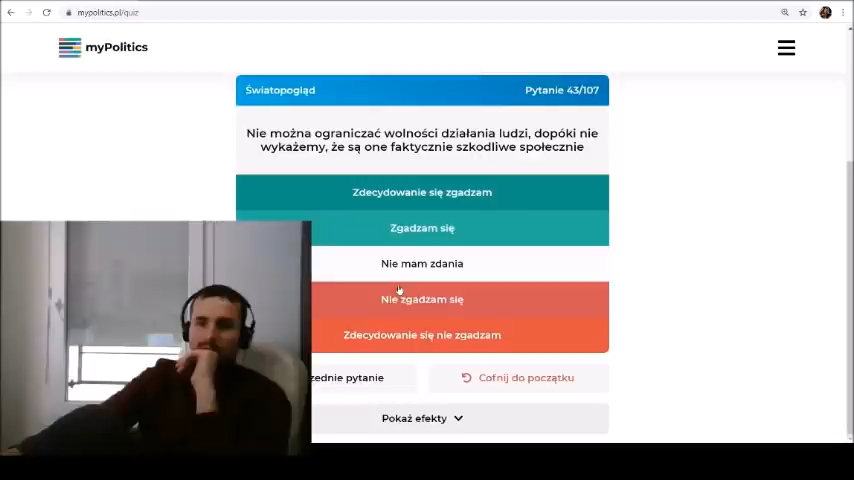 mypolitics.pl/quiz
myPolitics
Światopogląd
Pytanie 43/107
Nie można ograniczać wolności działania ludzi, dopóki nie
wykażemy, że są one faktycznie szkodliwe społecznie
Zdecydowanie się zgadzam
Zgadzam się
Nie mam zdania
Nie zgadzam się
Zdecydowanie się nie zgadzam
zednie pytanie
Cofnij do początku
Pokaż efekty